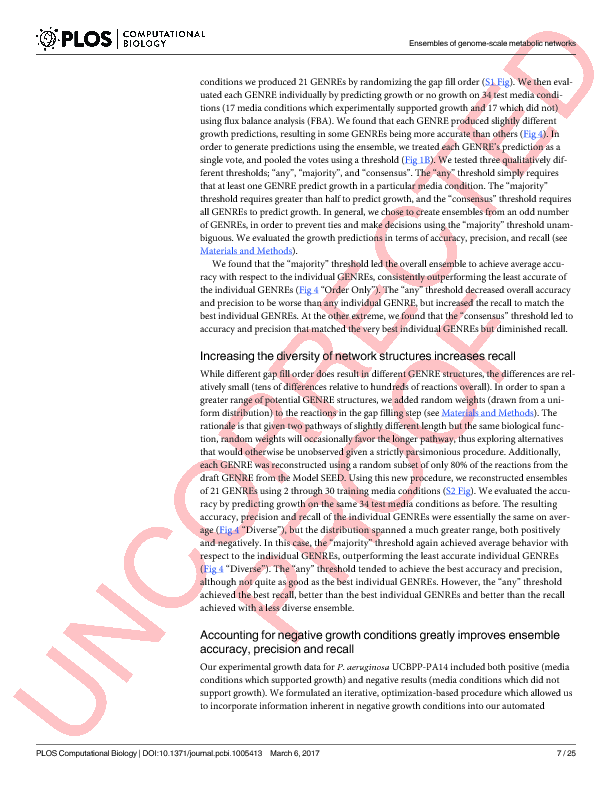 PLOS | COMPUTATIONAL BIOLOGY
Ensembles of genome-scale metabolic networks
conditions we produced 21 GENREs by randomizing the gap fill order (S1 Fig). We then eval-
uated each GENRE individually by predicting growth or no growth on 34 test media condi-
tions (17 media conditions which experimentally supported growth and 17 which did not)
using flux balance analysis (FBA). We found that each GENRE produced slightly different
growth predictions, resulting in some GENREs being more accurate than others (Fig 4). In
order to generate predictions using the ensemble, we treated each GENRE's prediction as a
single vote, and pooled the votes using a threshold (Fig 1B). We tested three qualitatively dif-
ferent thresholds; "any", "majority", and "consensus". The "any" threshold simply requires
that at least one GENRE predict growth in a particular media condition. The "majority"
threshold requires greater than half to predict growth, and the "consensus" threshold requires
all GENREs to predict growth. In general, we chose to create ensembles from an odd number
of GENREs, in order to prevent ties and make decisions using the "majority" threshold unam-
biguous. We evaluated the growth predictions in terms of accuracy, precision, and recall (see
Materials and Methods).
We found that the "majority" threshold led the overall ensemble to achieve average accu-
racy with respect to the individual GENREs, consistently outperforming the least accurate of
the individual GENREs (Fig 4 "Order Only"). The "any" threshold decreased overall accuracy
and precision to be worse than any individual GENRE, but increased the recall to match the
best individual GENREs. At the other extreme, we found that the "consensus" threshold led to
accuracy and precision that matched the very best individual GENREs but diminished recall.
Increasing the diversity of network structures increases recall
While different gap fill order does result in different GENRE structures, the differences are rel-
atively small (tens of differences relative to hundreds of reactions overall). In order to span a
greater range of potential GENRE structures, we added random weights (drawn from a uni-
form distribution) to the reactions in the gap filling step (see Materials and Methods). The
rationale is that given two pathways of slightly different length but the same biological func-
tion, random weights will occasionally favor the longer pathway, thus exploring alternatives
that would otherwise be unobserved given a strictly parsimonious procedure. Additionally,
each GENRE was reconstructed using a random subset of only 80% of the reactions from the
draft GENRE from the Model SEED. Using this new procedure, we reconstructed ensembles
of 21 GENREs using 2 through 30 training media conditions (S2 Fig). We evaluated the accu-
racy by predicting growth on the same 34 test media conditions as before. The resulting
accuracy, precision and recall of the individual GENREs were essentially the same on aver-
age (Fig 4 "Diverse"), but the distribution spanned a much greater range, both positively
and negatively. In this case, the "majority" threshold again achieved average behavior with
respect to the individual GENREs, outperforming the least accurate individual GENREs
(Fig 4 "Diverse"). The "any" threshold tended to achieve the best accuracy and precision,
although not quite as good as the best individual GENREs. However, the "any" threshold
achieved the best recall, better than the best individual GENREs and better than the recall
achieved with a less diverse ensemble.
Accounting for negative growth conditions greatly improves ensemble
accuracy, precision and recall
Our experimental growth data for P. aeruginosa UCBPP-PA14 included both positive (media
conditions which supported growth) and negative results (media conditions which did not
support growth). We formulated an iterative, optimization-based procedure which allowed us
to incorporate information inherent in negative growth conditions into our automated
PLOS Computational Biology | DOI:10.1371/journal.pcbi.1005413 March 6, 2017
7 / 25
UNCORRECTED
PROOF